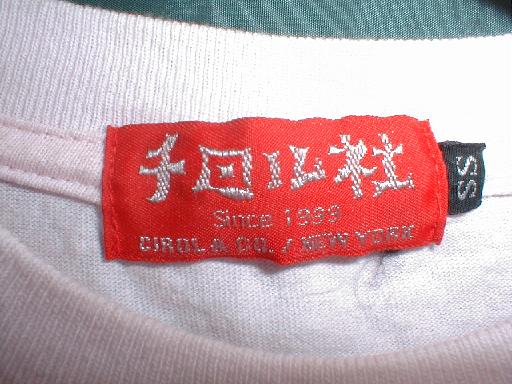 チロル社
Since 1993
CIROL & CO. / NEW YORK
SS